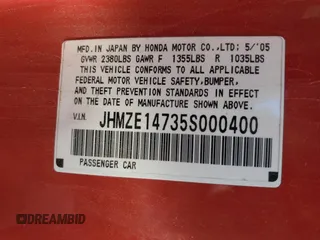 MFD. IN JAPAN BY HONDA MOTOR CO.,LTD; 5/'05
GVWR 2380LBS GAWR F 1355LBS R 1035LBS
THIS VEHICLE CONFORMS TO ALL APPLICABLE
FEDERAL MOTOR VEHICLE SAFETY, BUMPER,
AND THEFT PREVENTION STANDARDS IN EFFECT
ON THE DATE OF MANUFACTURE SHOWN ABOVE.
V.I.N. JHMZE14735S000400
PASSENGER CAR
DREAMBID